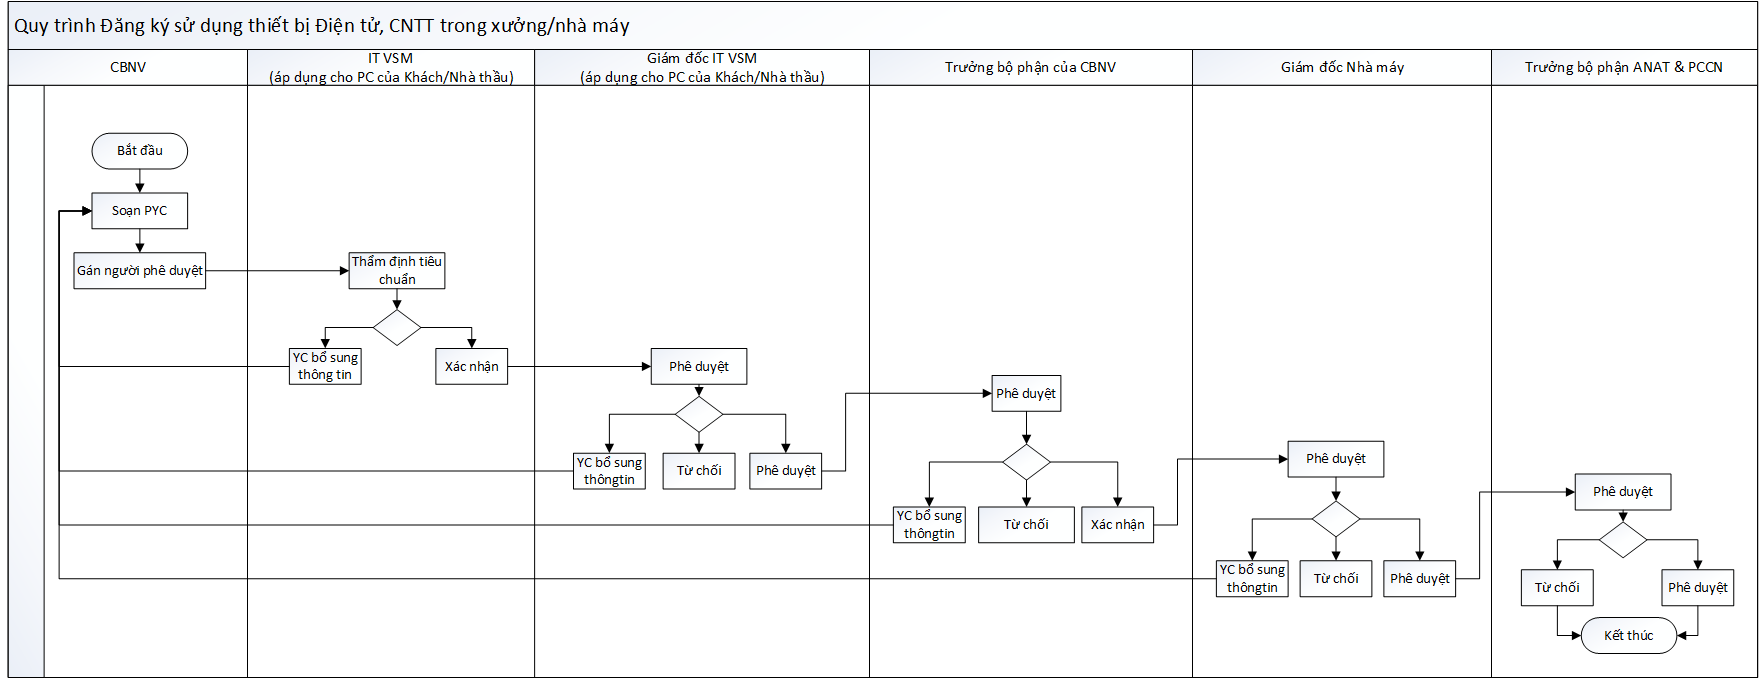 Quy trình Đăng ký sử dụng thiết bị Điện tử, CNTT trong xưởng/nhà máy
CBNV
IT VSM
(áp dụng cho PC của Khách/Nhà thầu)
Giám đốc IT VSM
(áp dụng cho PC của Khách/Nhà thầu)
Trưởng bộ phận của CBNV
Giám đốc Nhà máy
Trưởng bộ phận ANAT & PCCN
Bắt đầu
Soạn PYC
Gán người phê duyệt
Thẩm định tiêu
chuẩn
YC bổ sung
thông tin
Xác nhận
Phê duyệt
YC bổ sung
thôngtin
Từ chối
Phê duyệt
Phê duyệt
YC bổ sung
thôngtin
Từ chối
Xác nhận
Phê duyệt
YC bổ sung
thôngtin
Từ chối
Phê duyệt
Phê duyệt
Từ chối
Phê duyệt
Kết thúc